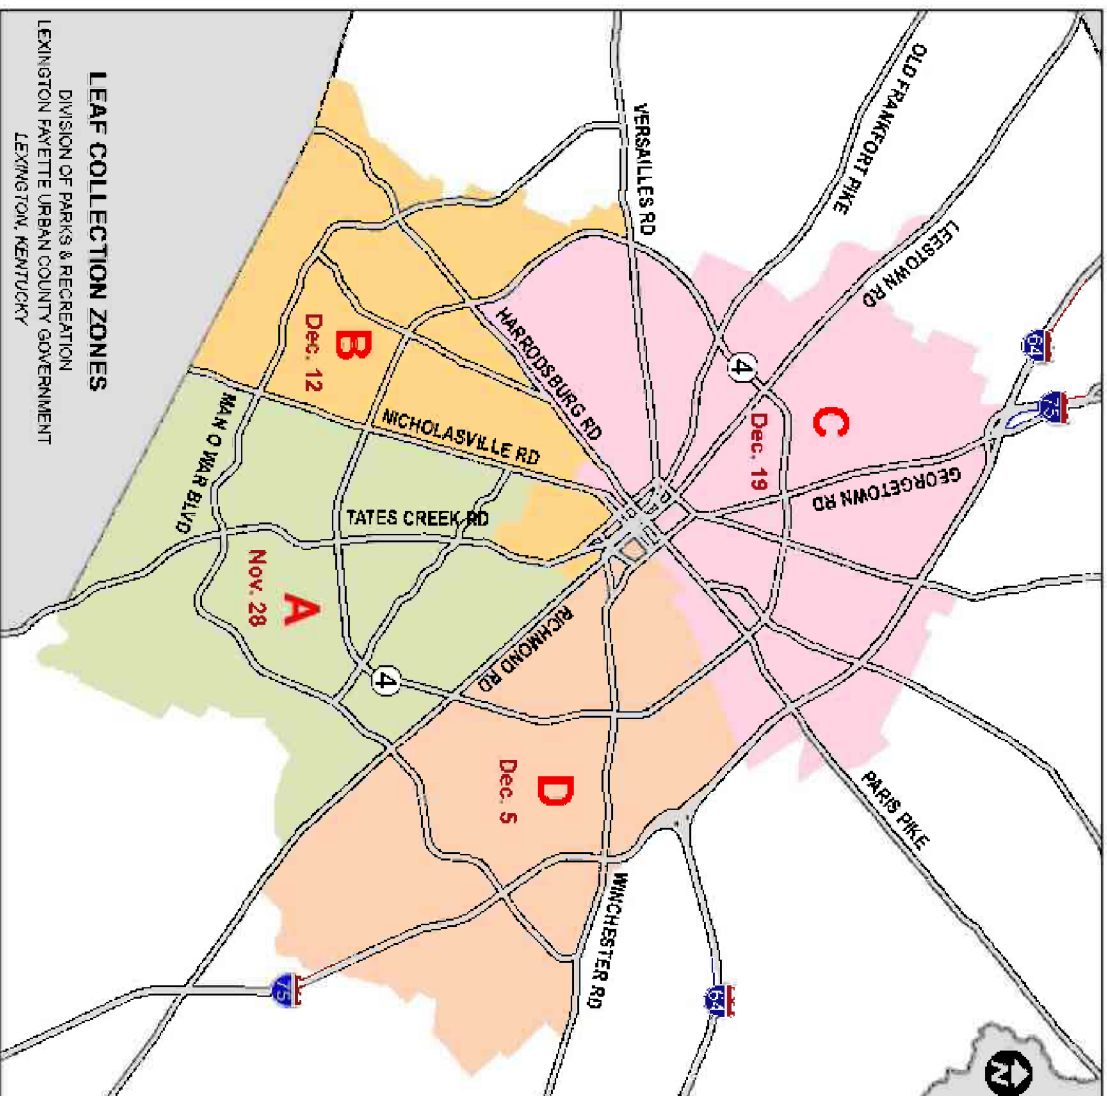 LEAF COLLECTION ZONES
DIVISION OF PARKS & RECREATION
LEXINGTON FAYETTE URBAN COUNTY GOVERNMENT
LEXINGTON, KENTUCKY
OLD FRANKFORT PIKE
VERSAILLES RD
LEESTOWN RD
64
75
4
C
Dec. 19
GEORGETOWN RD
HARRODSBURG RD
B
Dec. 12
NICHOLASVILLE RD
MAN O WAR BLVD
TATES CREEK RD
A
Nov. 28
4
RICHMOND RD
D
Dec. 5
PARIS PIKE
WINCHESTER RD
75
64
N